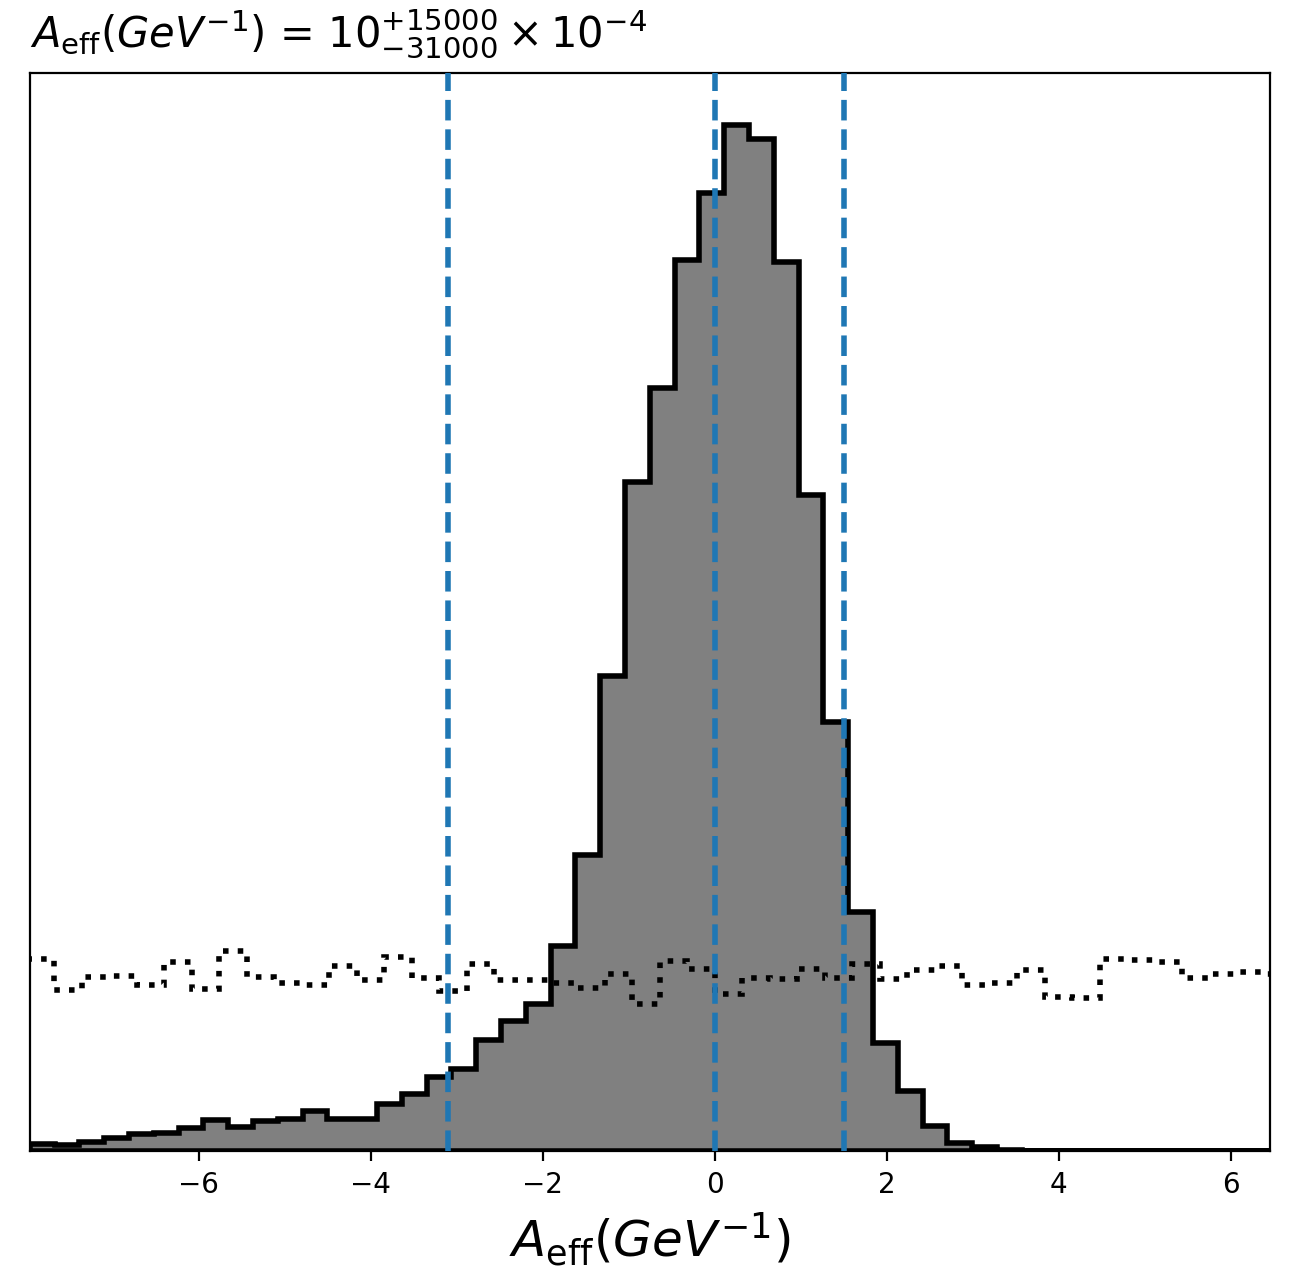 A_eff(GeV⁻¹) = 10^{+15000}_{−31000} × 10⁻⁴
−6 −4 −2 0 2 4 6
A_eff(GeV⁻¹)